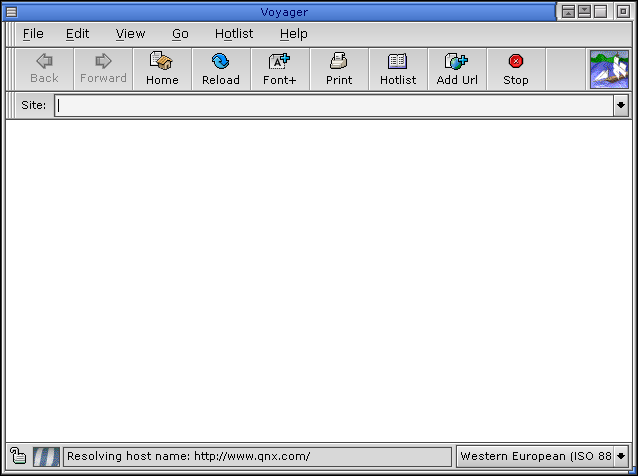 Voyager
File Edit View Go Hotlist Help
Back Forward Home Reload Font+ Print Hotlist Add Url Stop
Site:
Resolving host name: http://www.qnx.com/ Western European (ISO 88